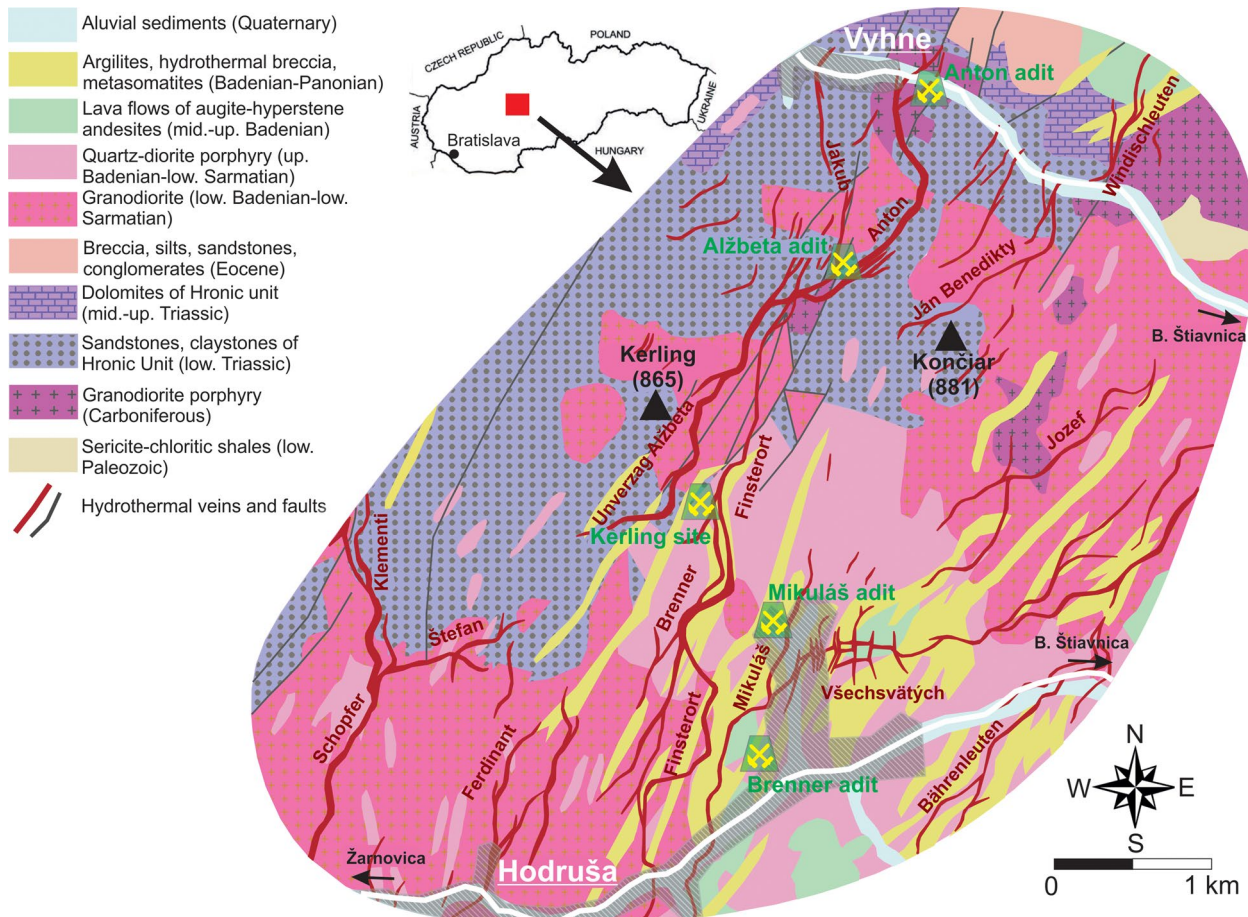 Aluvial sediments (Quaternary)
Argilites, hydrothermal breccia,
metasomatites (Badenian-Panonian)
Lava flows of augite-hyperstene
andesites (mid.-up. Badenian)
Quartz-diorite porphyry (up.
Badenian-low. Sarmatian)
Granodiorite (low. Badenian-low.
Sarmatian)
Breccia, silts, sandstones,
conglomerates (Eocene)
Dolomites of Hronic unit
(mid.-up. Triassic)
Sandstones, claystones of
Hronic Unit (low. Triassic)
Granodiorite porphyry
(Carboniferous)
Sericite-chloritic shales (low.
Paleozoic)
Hydrothermal veins and faults
CZECH REPUBLIC
POLAND
AUSTRIA
UKRAINE
Bratislava
HUNGARY
Vyhne
Anton adit
Windischleuten
Jakub
Anton
Alžbeta adit
Ján Benedikty
B. Štiavnica
Kerling
(865)
Končiar
(881)
Unverzag Alžbeta
Finsterort
Jozef
Kerling site
Klementi
Brenner
Mikuláš adit
Štefan
B. Štiavnica
Mikuláš
Všechsvätých
Schopfer
Ferdinant
Finsterort
Brenner adit
Bährenleuten
Žarnovica
Hodruša
N
W
E
S
0
1 km